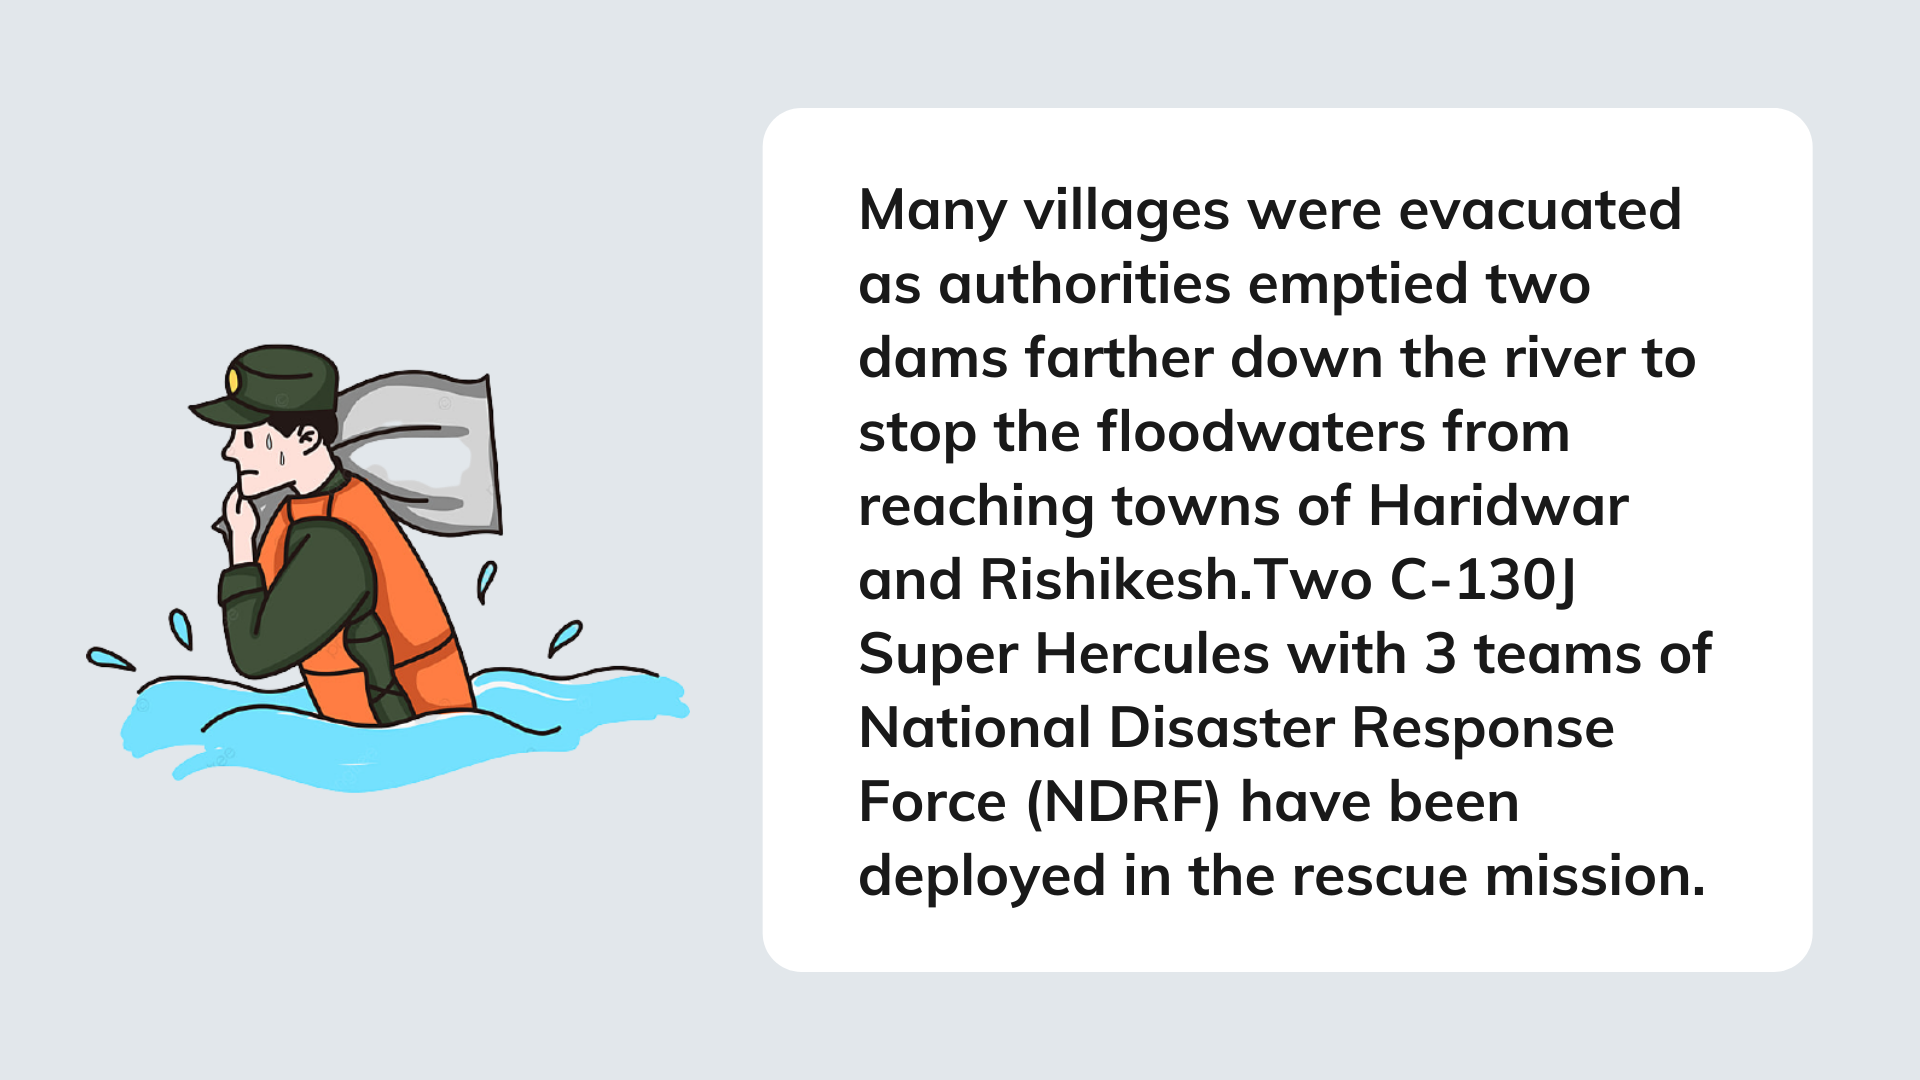 Many villages were evacuated
as authorities emptied two
dams farther down the river to
stop the floodwaters from
reaching towns of Haridwar
and Rishikesh.Two C-130J
Super Hercules with 3 teams of
National Disaster Response
Force (NDRF) have been
deployed in the rescue mission.